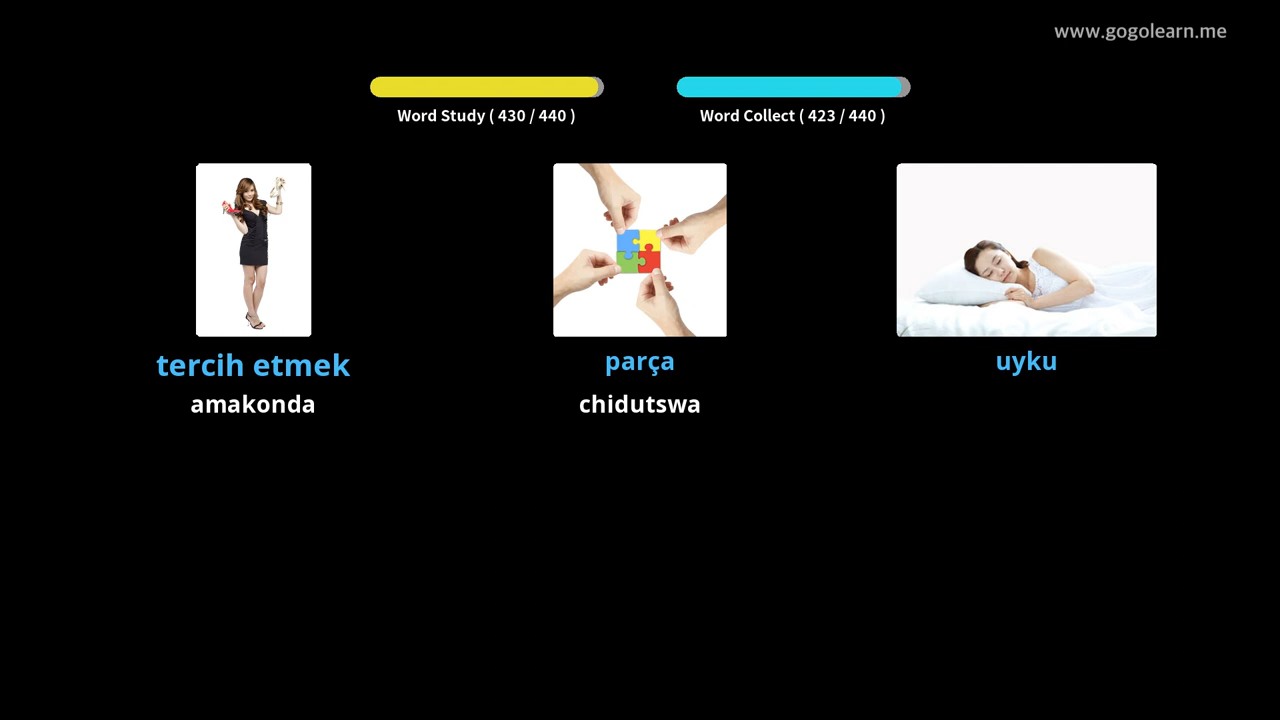 www.gogolearn.me
Word Study ( 430 / 440 )
Word Collect ( 423 / 440 )
tercih etmek
amakonda
parça
chidutswa
uyku